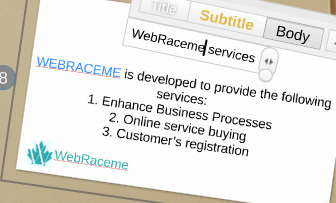 8
Title
Subtitle
Body
WebRaceme services
WEBRACEME is developed to provide the following
services:
1. Enhance Business Processes
2. Online service buying
3. Customer's registration
WebRaceme